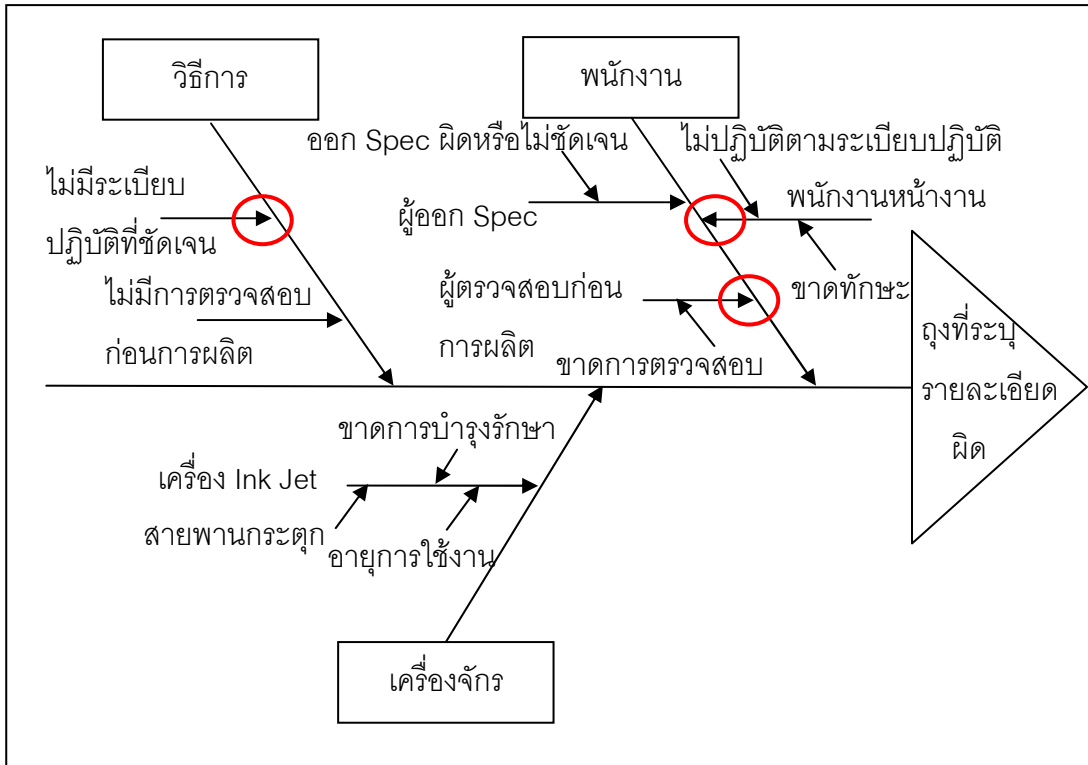 วิธีการ
พนักงาน
ออก Spec ผิดหรือไม่ชัดเจน
ไม่ปฏิบัติตามระเบียบปฏิบัติ
ไม่มีระเบียบ
ปฏิบัติที่ชัดเจน
ผู้ออก Spec
พนักงานหน้างาน
ไม่มีการตรวจสอบ
ก่อนการผลิต
ผู้ตรวจสอบก่อน
การผลิต
ขาดทักษะ
ขาดการตรวจสอบ
ถุงที่ระบุ
รายละเอียด
ผิด
ขาดการบำรุงรักษา
เครื่อง Ink Jet
สายพานกระตุก
อายุการใช้งาน
เครื่องจักร